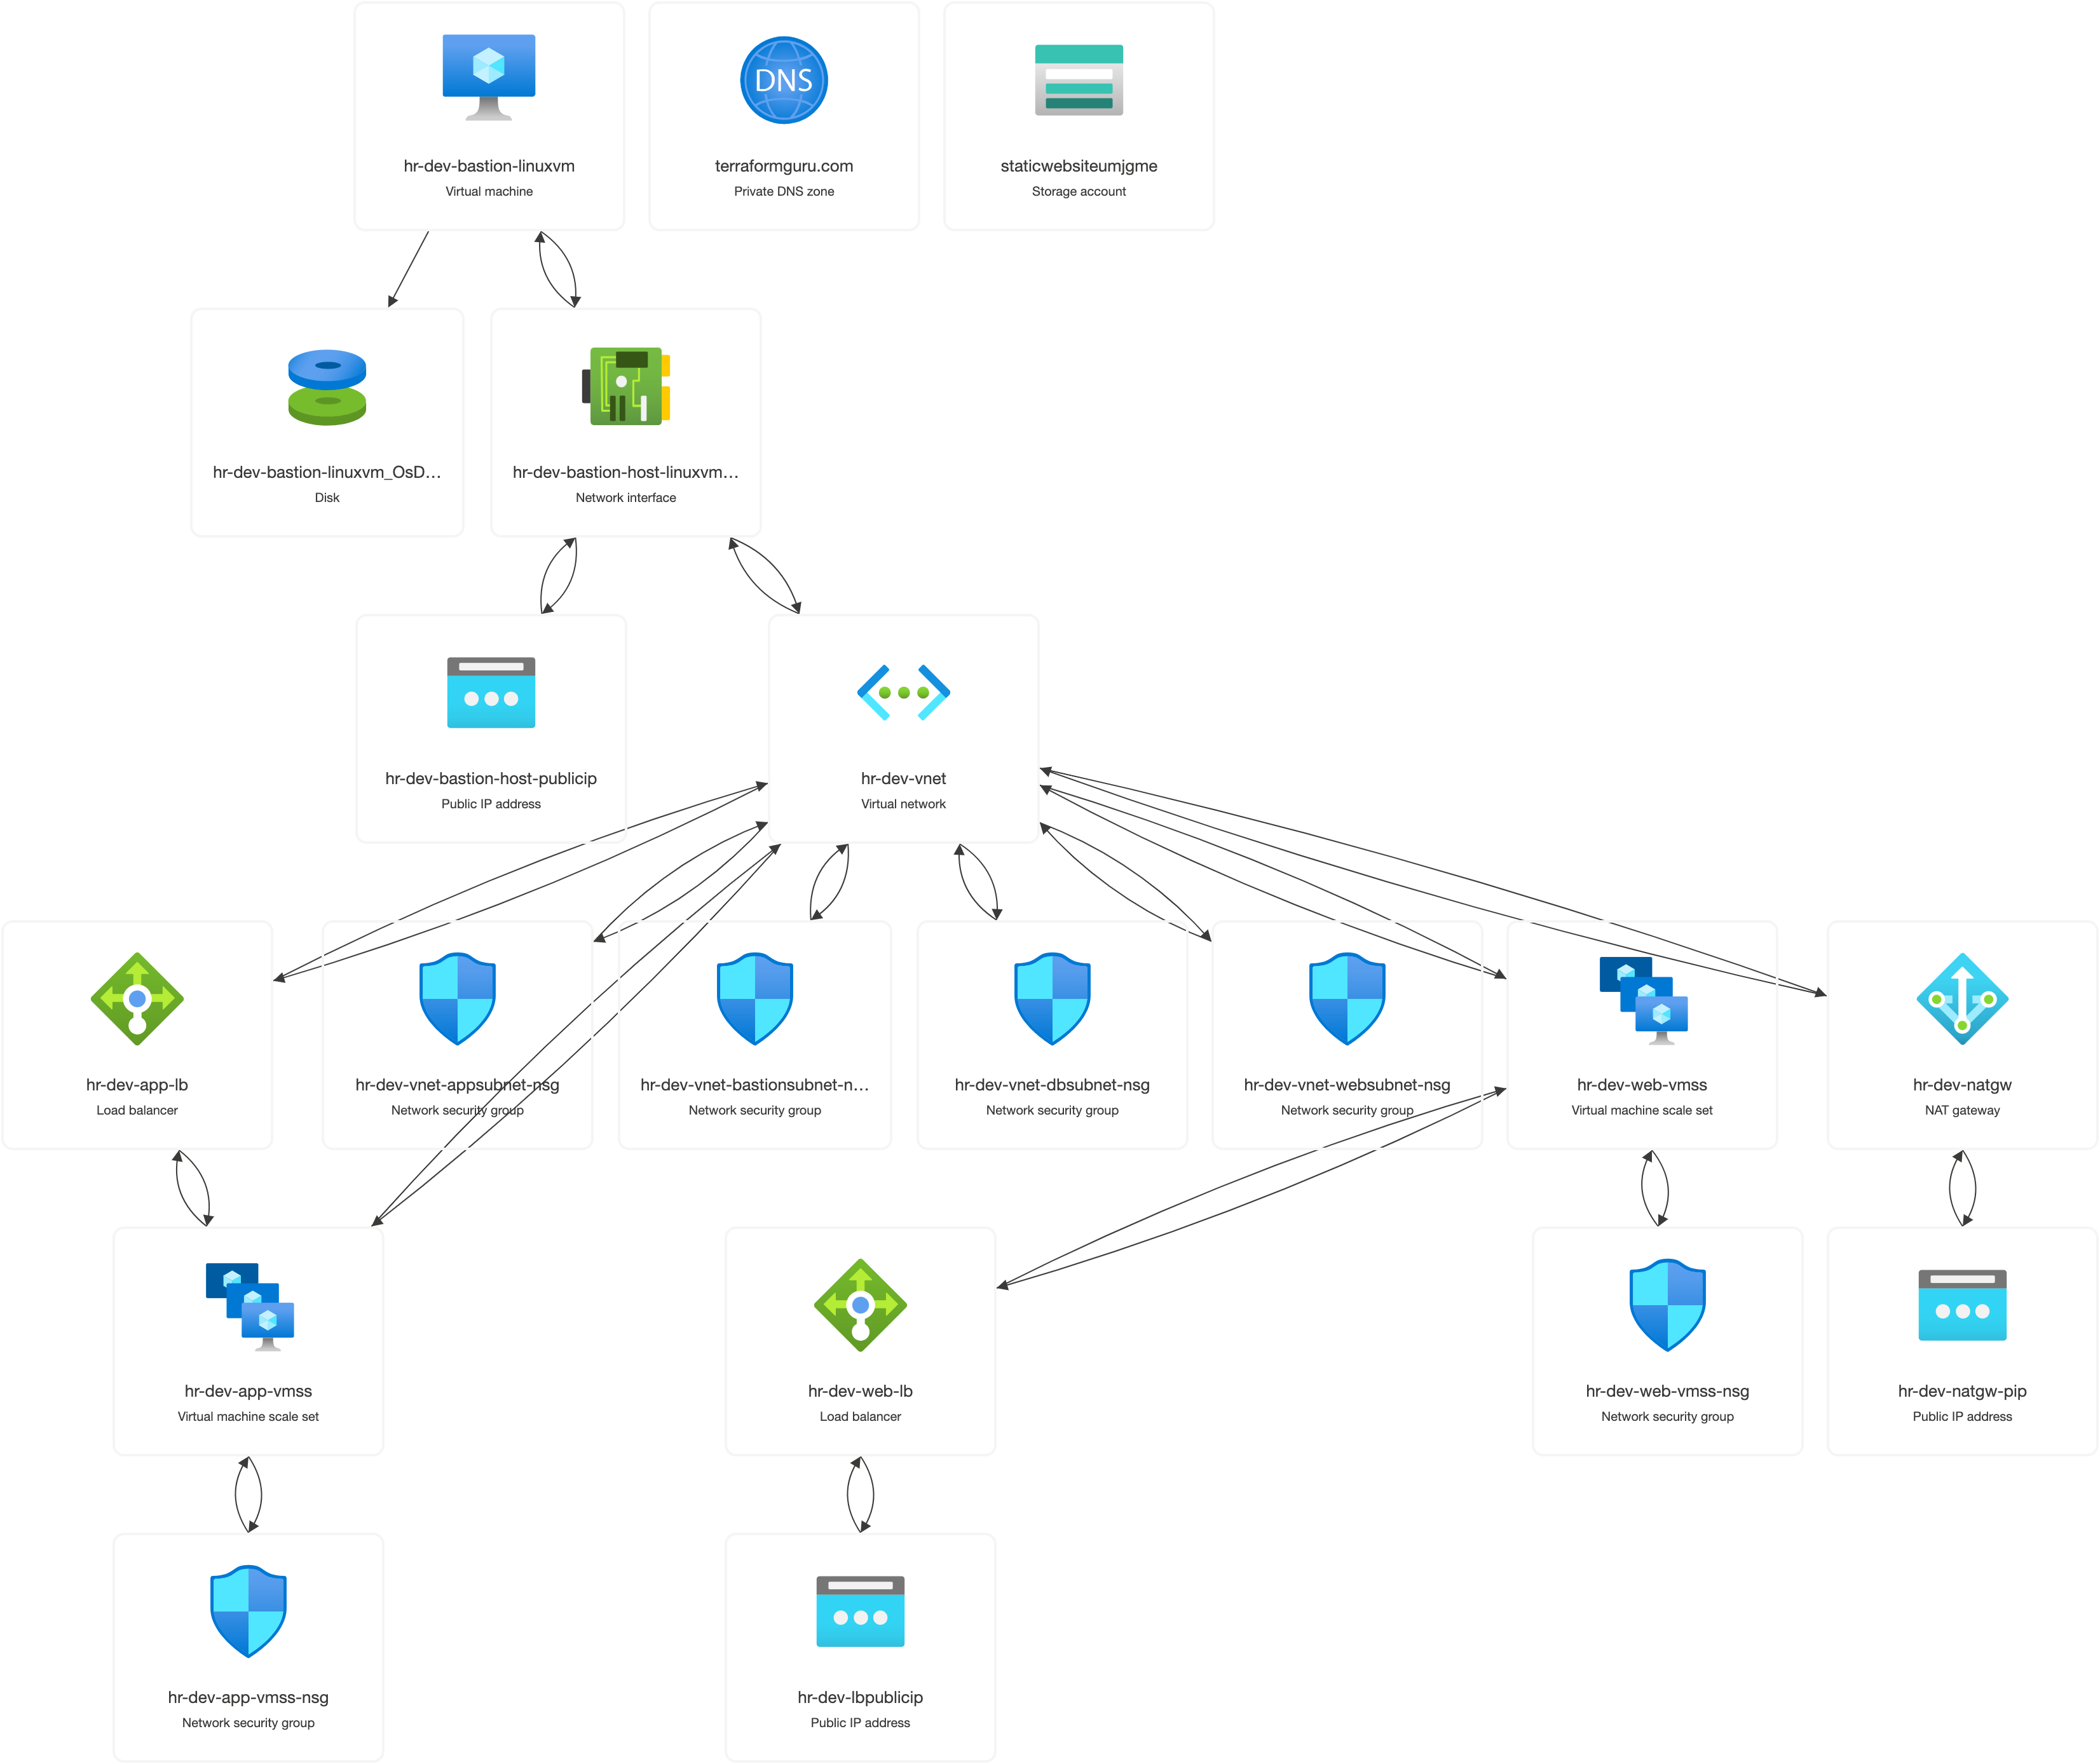 hr-dev-bastion-linuxvm
Virtual machine
DNS
terraformguru.com
Private DNS zone
staticwebsiteumjgme
Storage account
hr-dev-bastion-linuxvm_OsD...
Disk
hr-dev-bastion-host-linuxvm...
Network interface
hr-dev-bastion-host-publicip
Public IP address
hr-dev-vnet
Virtual network
hr-dev-app-lb
Load balancer
hr-dev-vnet-appsubnet-nsg
Network security group
hr-dev-vnet-bastionsubnet-n...
Network security group
hr-dev-vnet-dbsubnet-nsg
Network security group
hr-dev-vnet-websubnet-nsg
Network security group
hr-dev-web-vmss
Virtual machine scale set
hr-dev-natgw
NAT gateway
hr-dev-app-vmss
Virtual machine scale set
hr-dev-web-lb
Load balancer
hr-dev-web-vmss-nsg
Network security group
hr-dev-natgw-pip
Public IP address
hr-dev-app-vmss-nsg
Network security group
hr-dev-lbpublicip
Public IP address